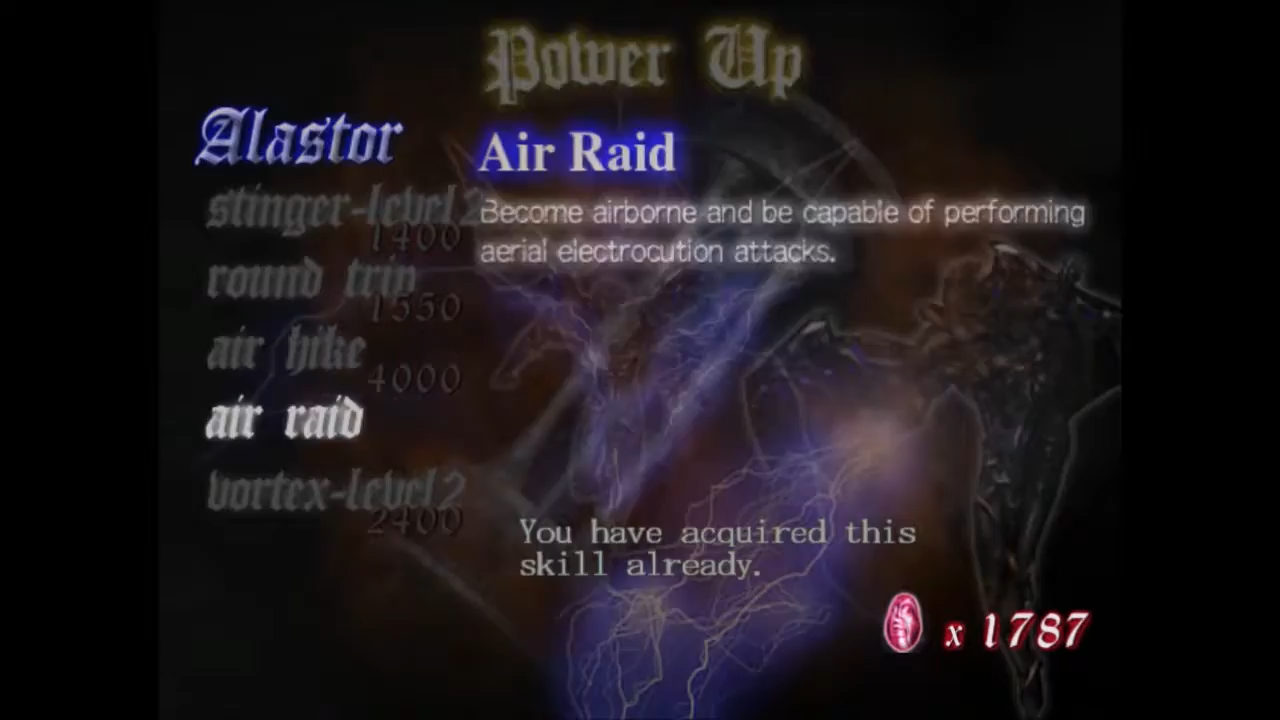 Power Up
Alastor
Air Raid
stinger-level2
1400
Become airborne and be capable of performing
aerial electrocution attacks.
round trip
1550
air hike
4000
air raid
vortex-level2
2400
You have acquired this
skill already.
x 1787